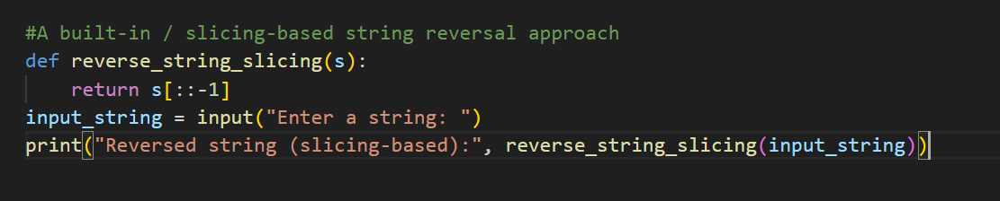 #A built-in / slicing-based string reversal approach
def reverse_string_slicing(s):
    return s[::-1]
input_string = input("Enter a string: ")
print("Reversed string (slicing-based):", reverse_string_slicing(input_string))